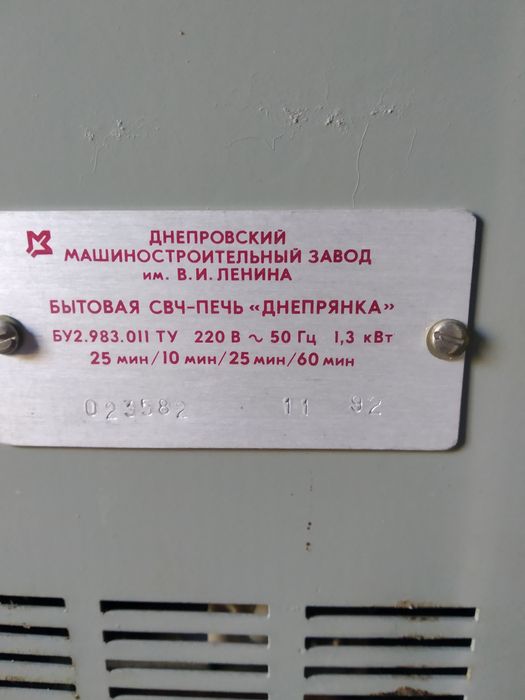 ДНЕПРОВСКИЙ
МАШИНОСТРОИТЕЛЬНЫЙ ЗАВОД
им. В.И. ЛЕНИНА
БЫТОВАЯ СВЧ-ПЕЧЬ «ДНЕПРЯНКА»
БУ2.983.011 ТУ 220 В ~ 50 Гц 1,3 кВт
25 мин/10 мин/25 мин/60 мин
023582 11 92